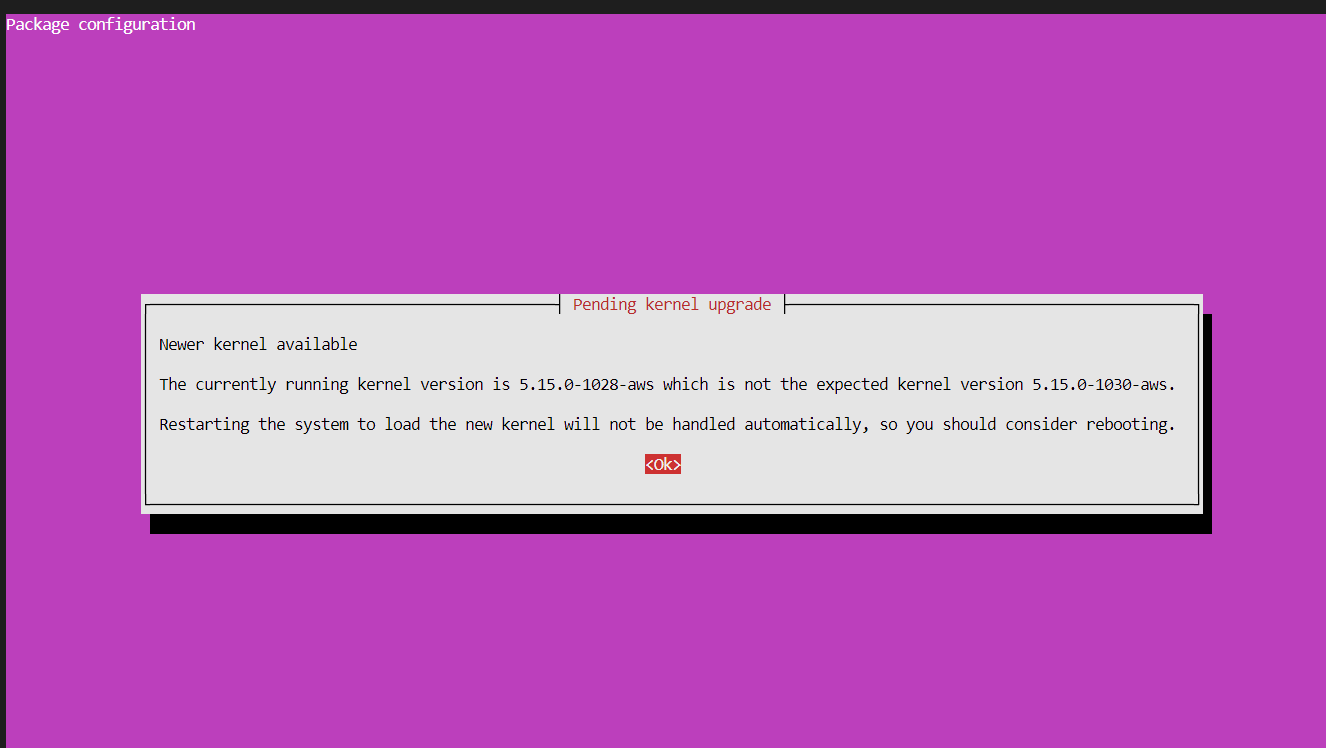 Package configuration
Pending kernel upgrade
Newer kernel available
The currently running kernel version is 5.15.0-1028-aws which is not the expected kernel version 5.15.0-1030-aws.
Restarting the system to load the new kernel will not be handled automatically, so you should consider rebooting.
<Ok>